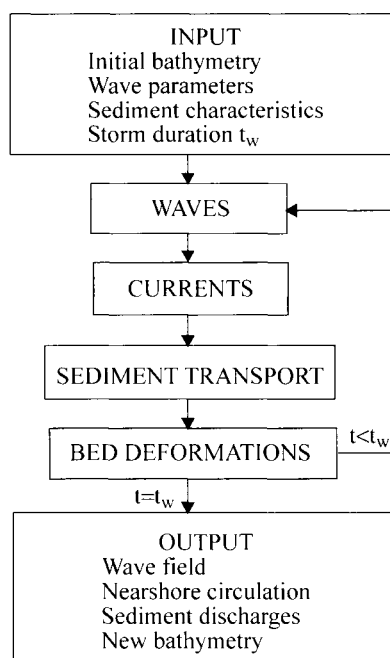 INPUT
Initial bathymetry
Wave parameters
Sediment characteristics
Storm duration t_w
WAVES
CURRENTS
SEDIMENT TRANSPORT
BED DEFORMATIONS
t<t_w
t=t_w
OUTPUT
Wave field
Nearshore circulation
Sediment discharges
New bathymetry